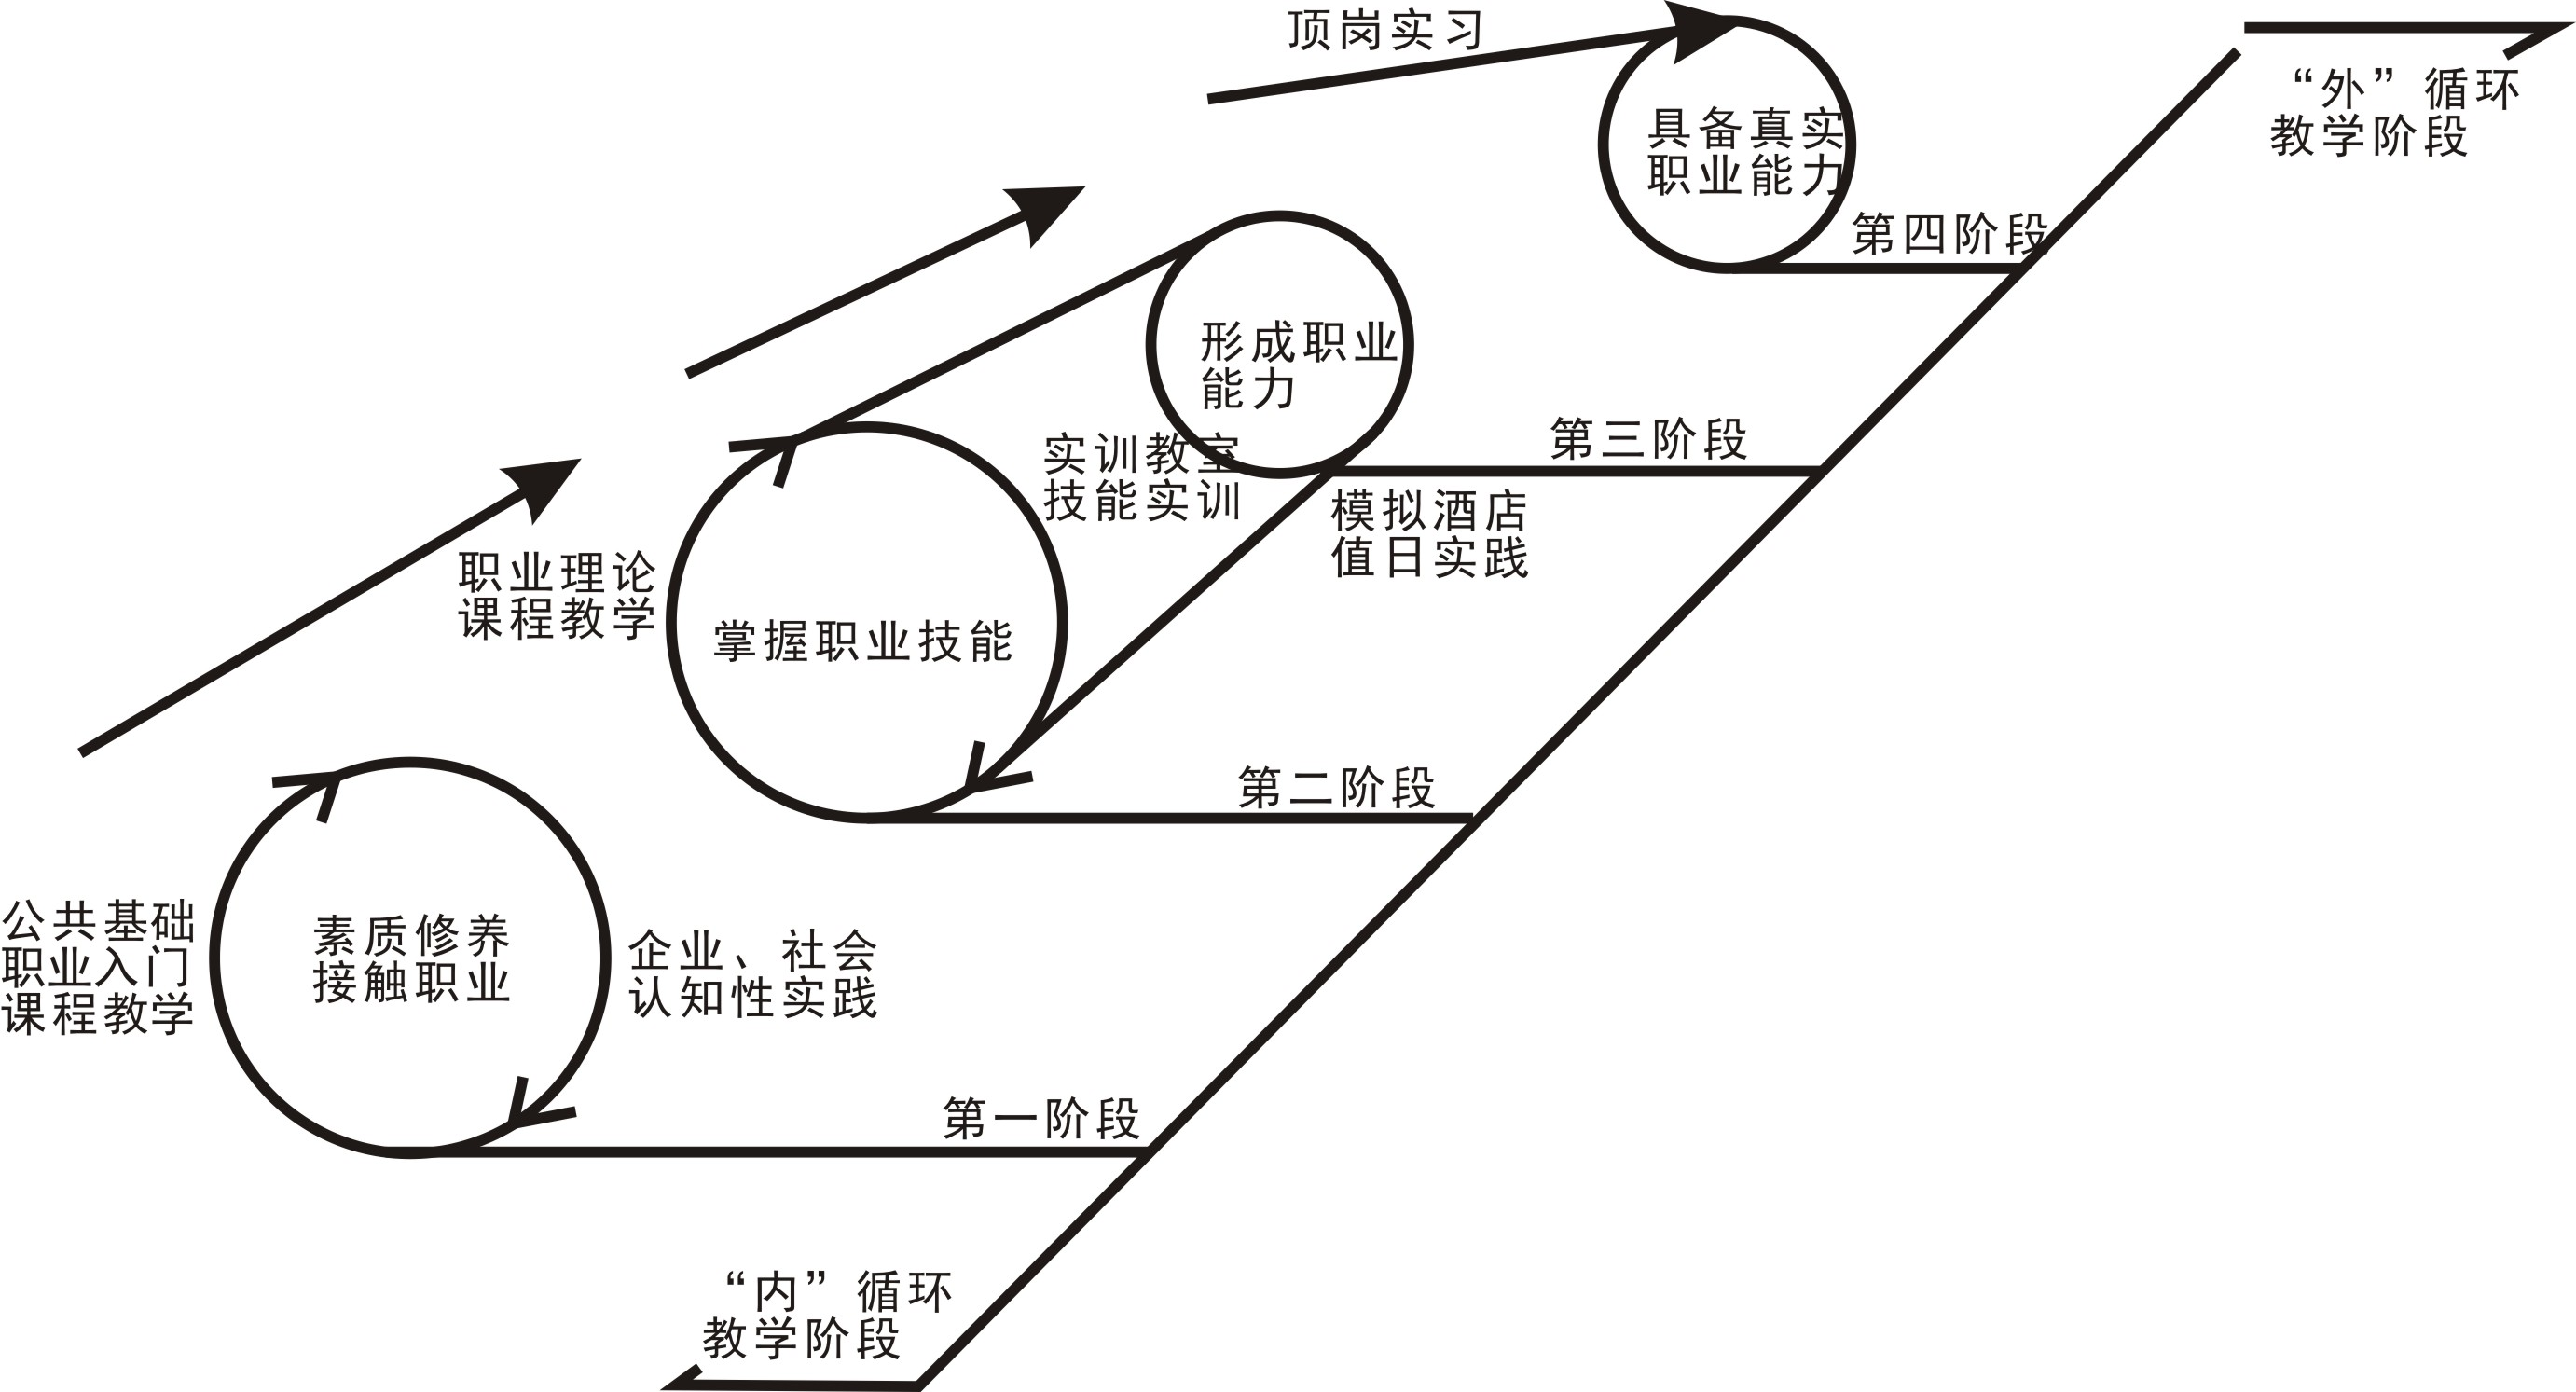 顶岗实习
“外”循环
教学阶段
具备真实
职业能力
第四阶段
形成职业
能力
第三阶段
实训教室
技能实训
模拟酒店
值日实践
职业理论
课程教学
掌握职业技能
第二阶段
公共基础
职业入门
课程教学
素质修养
接触职业
企业、社会
认知性实践
第一阶段
“内”循环
教学阶段